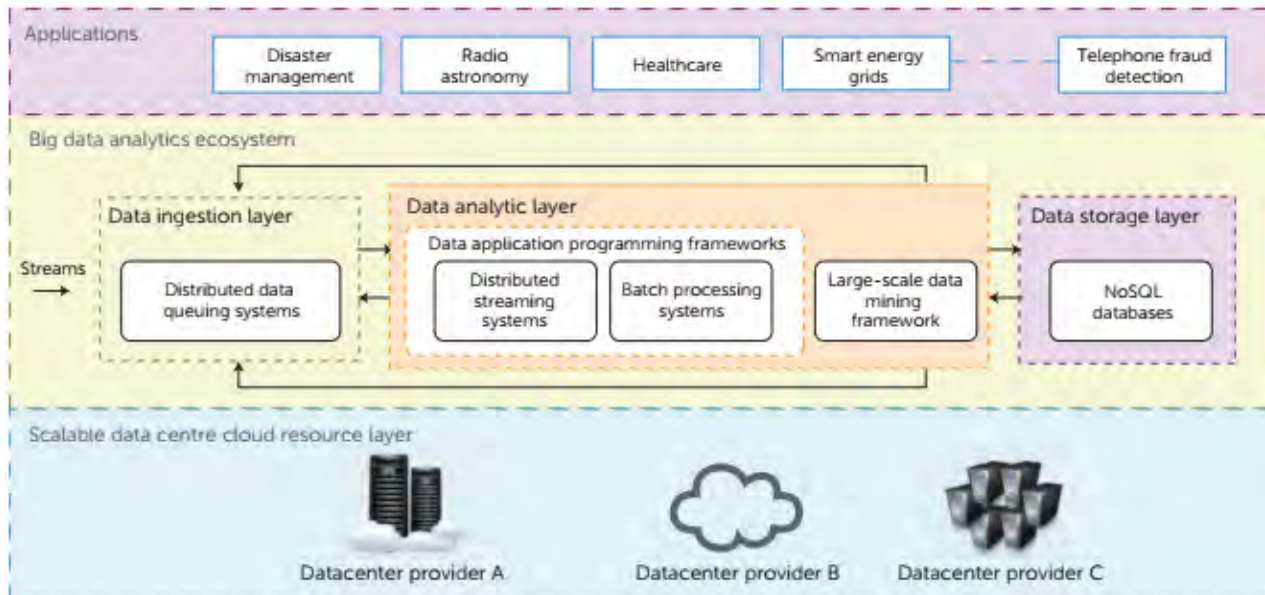 Applications
Disaster
management
Radio
astronomy
Healthcare
Smart energy
grids
Telephone fraud
detection
Big data analytics ecosystem
Streams
Data ingestion layer
Distributed data
queuing systems
Data analytic layer
Data application programming frameworks
Distributed
streaming
systems
Batch processing
systems
Large-scale data
mining
framework
Data storage layer
NoSQL
databases
Scalable data centre cloud resource layer
Datacenter provider A
Datacenter provider B
Datacenter provider C